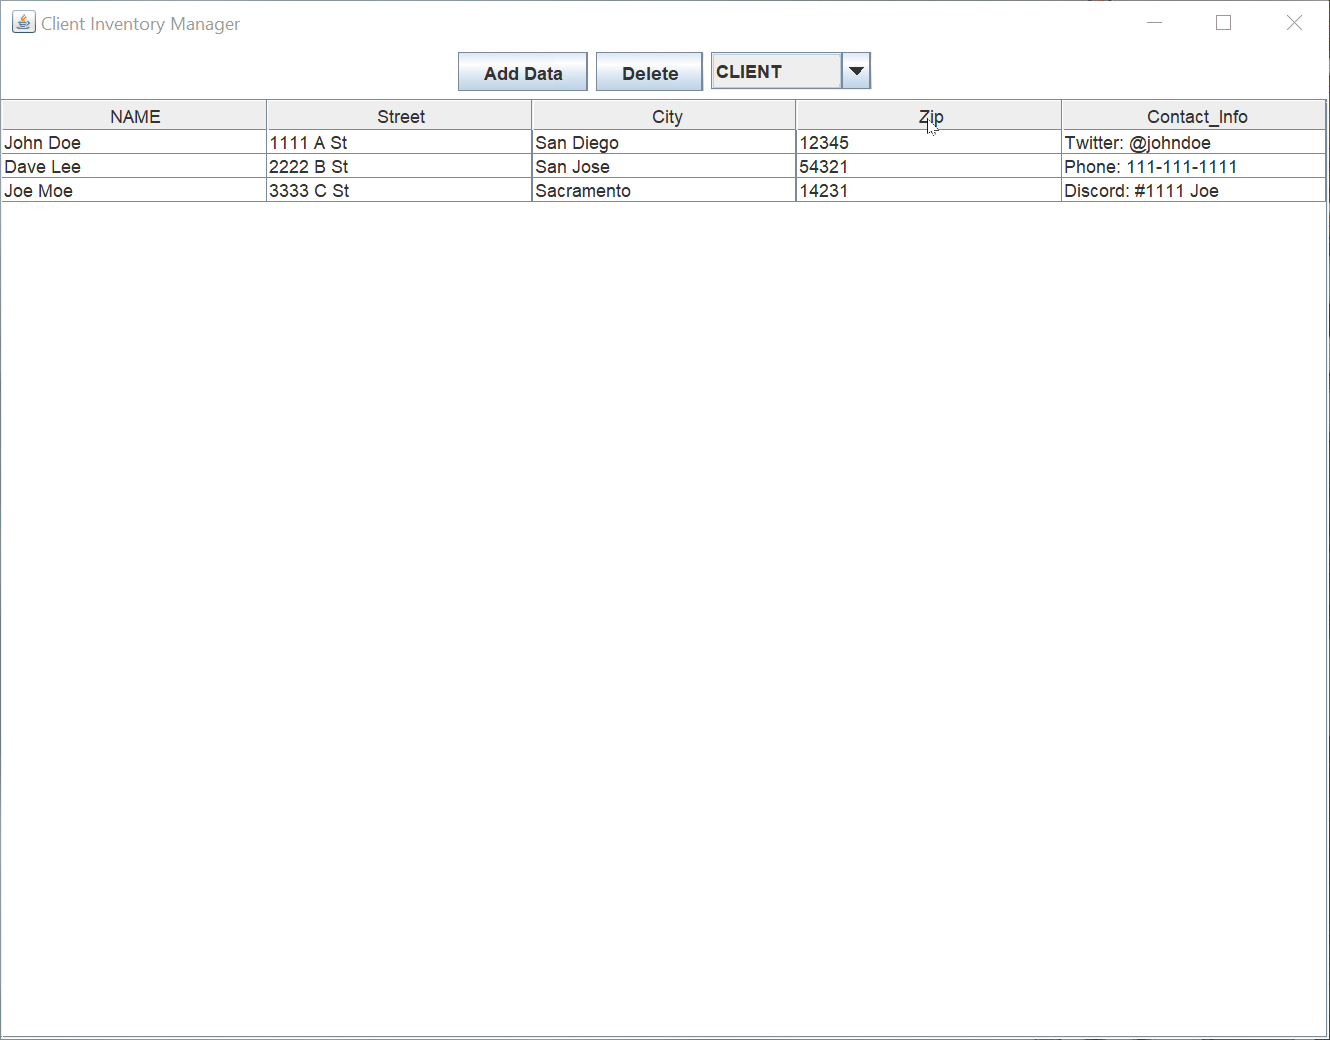 Client Inventory Manager
Add Data Delete CLIENT
NAME Street City Zip Contact_Info
John Doe 1111 A St San Diego 12345 Twitter: @johndoe
Dave Lee 2222 B St San Jose 54321 Phone: 111-111-1111
Joe Moe 3333 C St Sacramento 14231 Discord: #1111 Joe